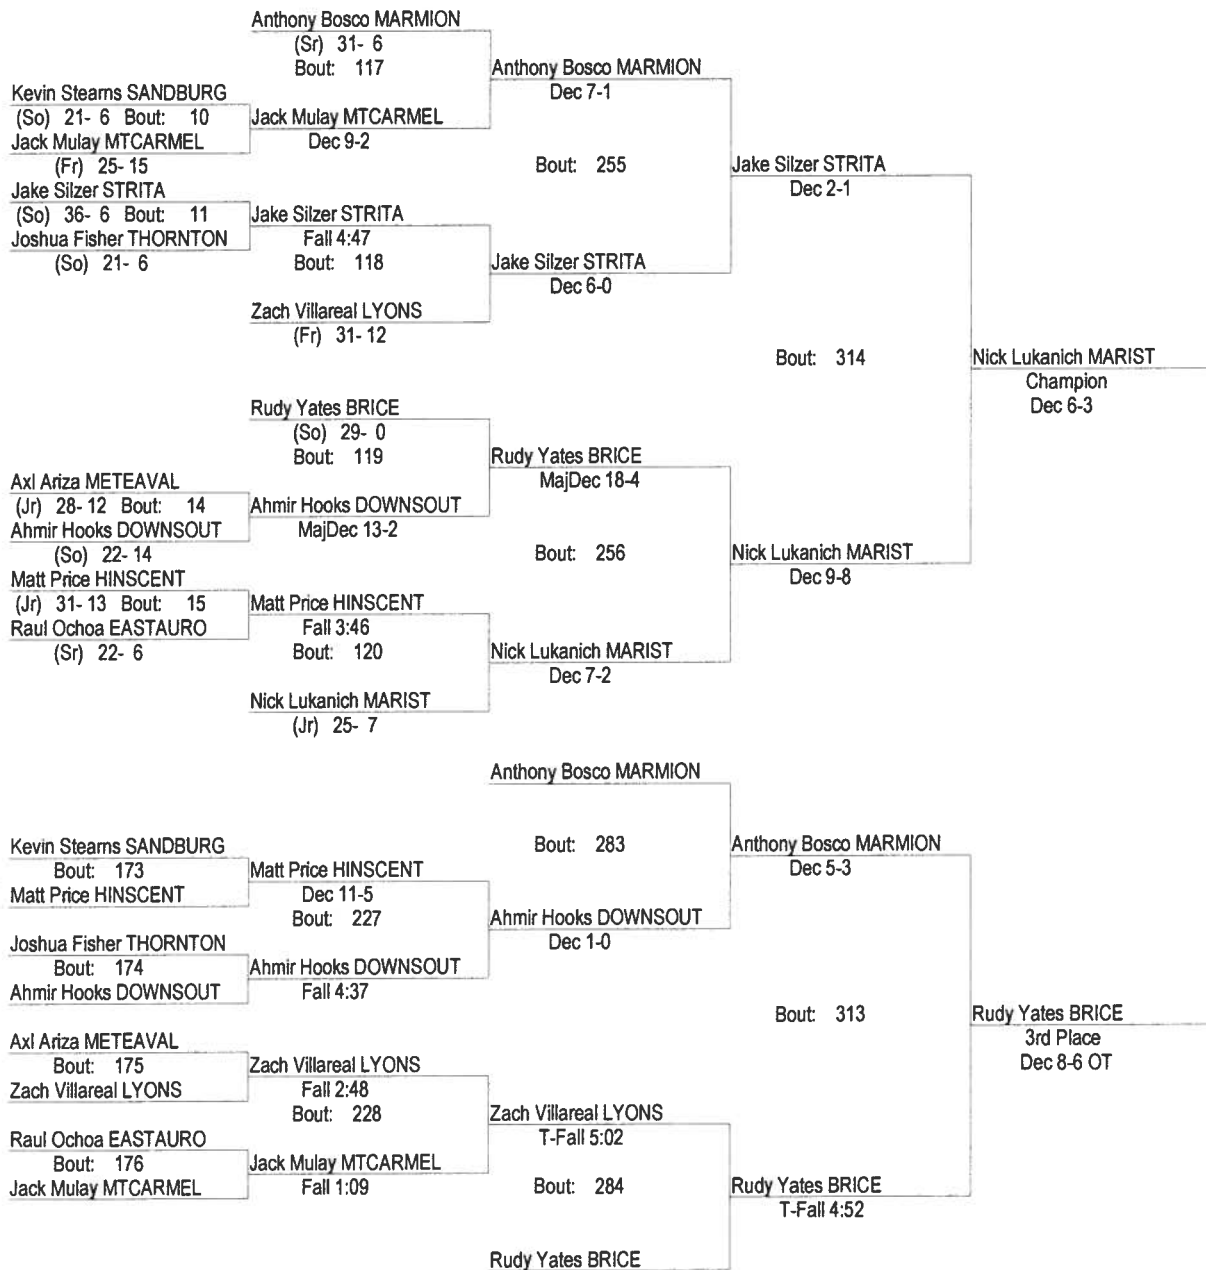 Anthony Bosco MARMION
(Sr) 31- 6
Bout: 117
Anthony Bosco MARMION
Dec 7-1
Kevin Stearns SANDBURG
(So) 21- 6 Bout: 10
Jack Mulay MTCARMEL
Jack Mulay MTCARMEL
Dec 9-2
(Fr) 25- 15
Bout: 255
Jake Silzer STRITA
Dec 2-1
Jake Silzer STRITA
(So) 36- 6 Bout: 11
Jake Silzer STRITA
Joshua Fisher THORNTON
Fall 4:47
(So) 21- 6
Bout: 118
Jake Silzer STRITA
Dec 6-0
Zach Villareal LYONS
(Fr) 31- 12
Bout: 314
Nick Lukanich MARIST
Champion
Dec 6-3
Rudy Yates BRICE
(So) 29- 0
Bout: 119
Rudy Yates BRICE
MajDec 18-4
Axl Ariza METEAVAL
(Jr) 28- 12 Bout: 14
Ahmir Hooks DOWNSOUT
Ahmir Hooks DOWNSOUT
MajDec 13-2
(So) 22- 14
Bout: 256
Nick Lukanich MARIST
Dec 9-8
Matt Price HINSCENT
(Jr) 31- 13 Bout: 15
Matt Price HINSCENT
Raul Ochoa EASTAURO
Fall 3:46
(Sr) 22- 6
Bout: 120
Nick Lukanich MARIST
Dec 7-2
Nick Lukanich MARIST
(Jr) 25- 7
Anthony Bosco MARMION
Bout: 283
Anthony Bosco MARMION
Dec 5-3
Kevin Stearns SANDBURG
Bout: 173
Matt Price HINSCENT
Matt Price HINSCENT
Dec 11-5
Bout: 227
Ahmir Hooks DOWNSOUT
Dec 1-0
Joshua Fisher THORNTON
Bout: 174
Ahmir Hooks DOWNSOUT
Ahmir Hooks DOWNSOUT
Fall 4:37
Bout: 313
Rudy Yates BRICE
3rd Place
Dec 8-6 OT
Axl Ariza METEAVAL
Bout: 175
Zach Villareal LYONS
Zach Villareal LYONS
Fall 2:48
Bout: 228
Zach Villareal LYONS
T-Fall 5:02
Raul Ochoa EASTAURO
Bout: 176
Jack Mulay MTCARMEL
Jack Mulay MTCARMEL
Fall 1:09
Bout: 284
Rudy Yates BRICE
T-Fall 4:52
Rudy Yates BRICE